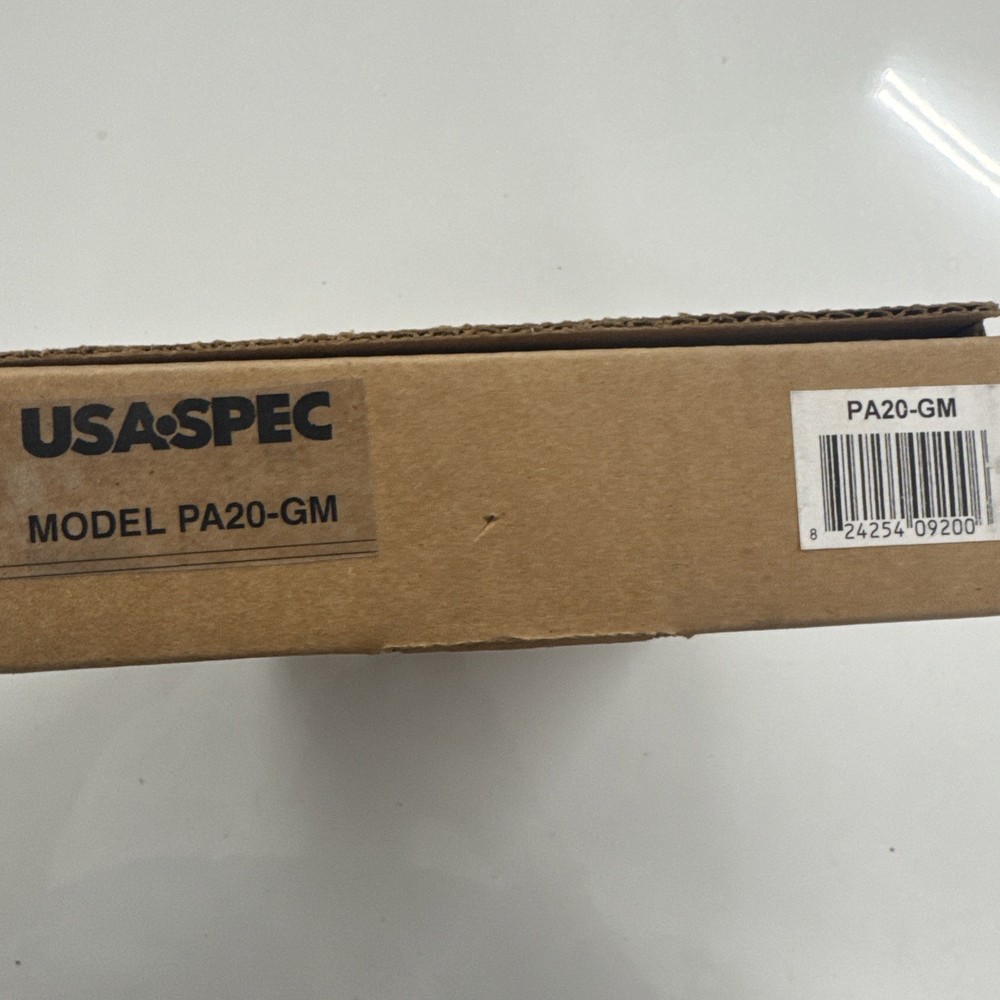 USA SPEC
MODEL PA20-GM
PA20-GM
8 24254 09200